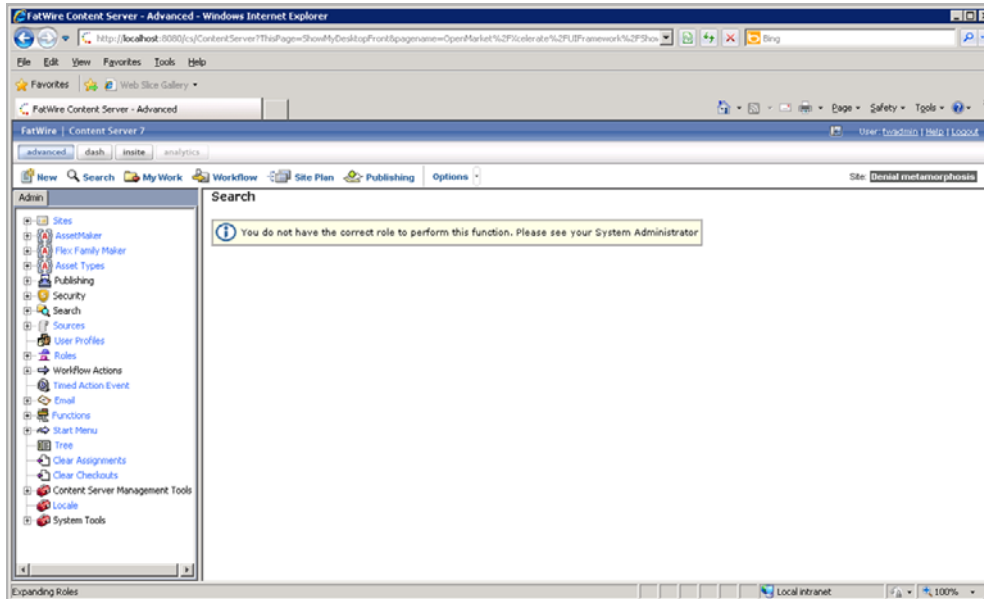 FatWire Content Server - Advanced - Windows Internet Explorer
http://localhost:8080/cs/ContentServer?ThisPage=ShowMyDesktopFront&pagename=OpenMarket%2FXcelerate%2FUIFramework%2FShow
Bing
File Edit View Favorites Tools Help
Favorites Web Slice Gallery
FatWire Content Server - Advanced
Page Safety Tools
FatWire | Content Server 7
User: fwadmin | Help | Logout
advanced dash insite analytics
New Search My Work Workflow Site Plan Publishing Options
Site: Denial metamorphosis
Admin
Search
You do not have the correct role to perform this function. Please see your System Administrator
Sites
AssetMaker
Flex Family Maker
Asset Types
Publishing
Security
Search
Sources
User Profiles
Roles
Workflow Actions
Timed Action Event
Email
Functions
Start Menu
Tree
Clear Assignments
Clear Checkouts
Content Server Management Tools
Locale
System Tools
Expanding Roles
Local intranet
100%